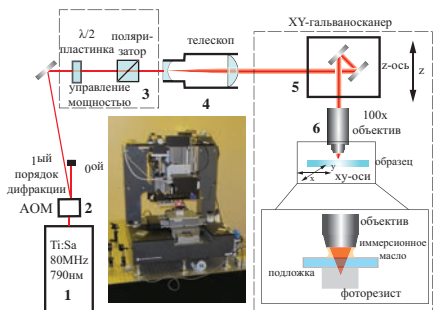 λ/2
пластинка
поляри-
затор
управление
мощностью
3
телескоп
4
XY-гальваносканер
5
z-ось
z
6
100x
объектив
образец
x
y
xy-оси
1ый
порядок
дифракции
0ой
АОМ
2
Ti:Sa
80MHz
790нм
1
объектив
иммерсионное
масло
подложка
фоторезист